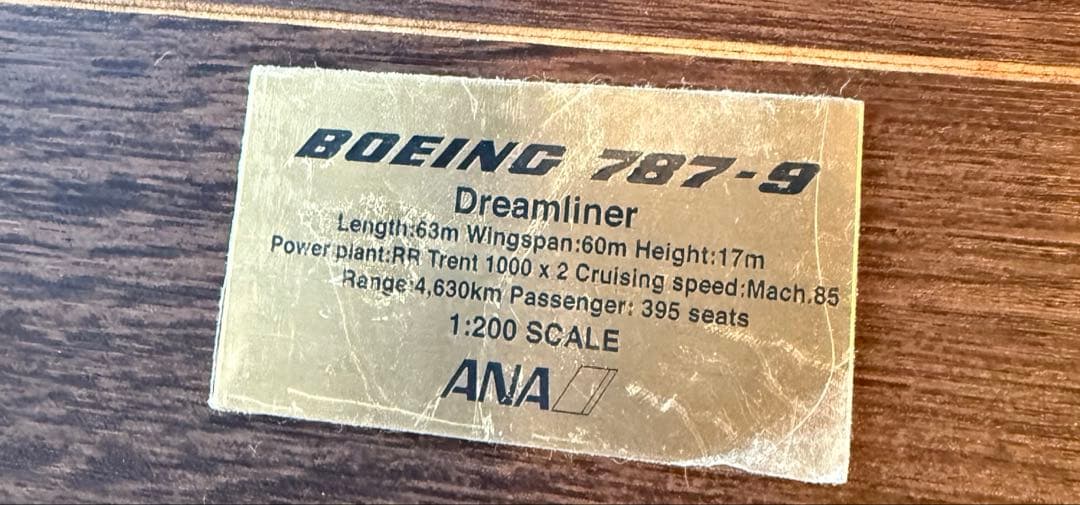 BOEING 787-9
Dreamliner
Length:63m Wingspan:60m Height:17m
Power plant:RR Trent 1000 x 2 Cruising speed:Mach.85
Range:4,630km Passenger: 395 seats
1:200 SCALE
ANA